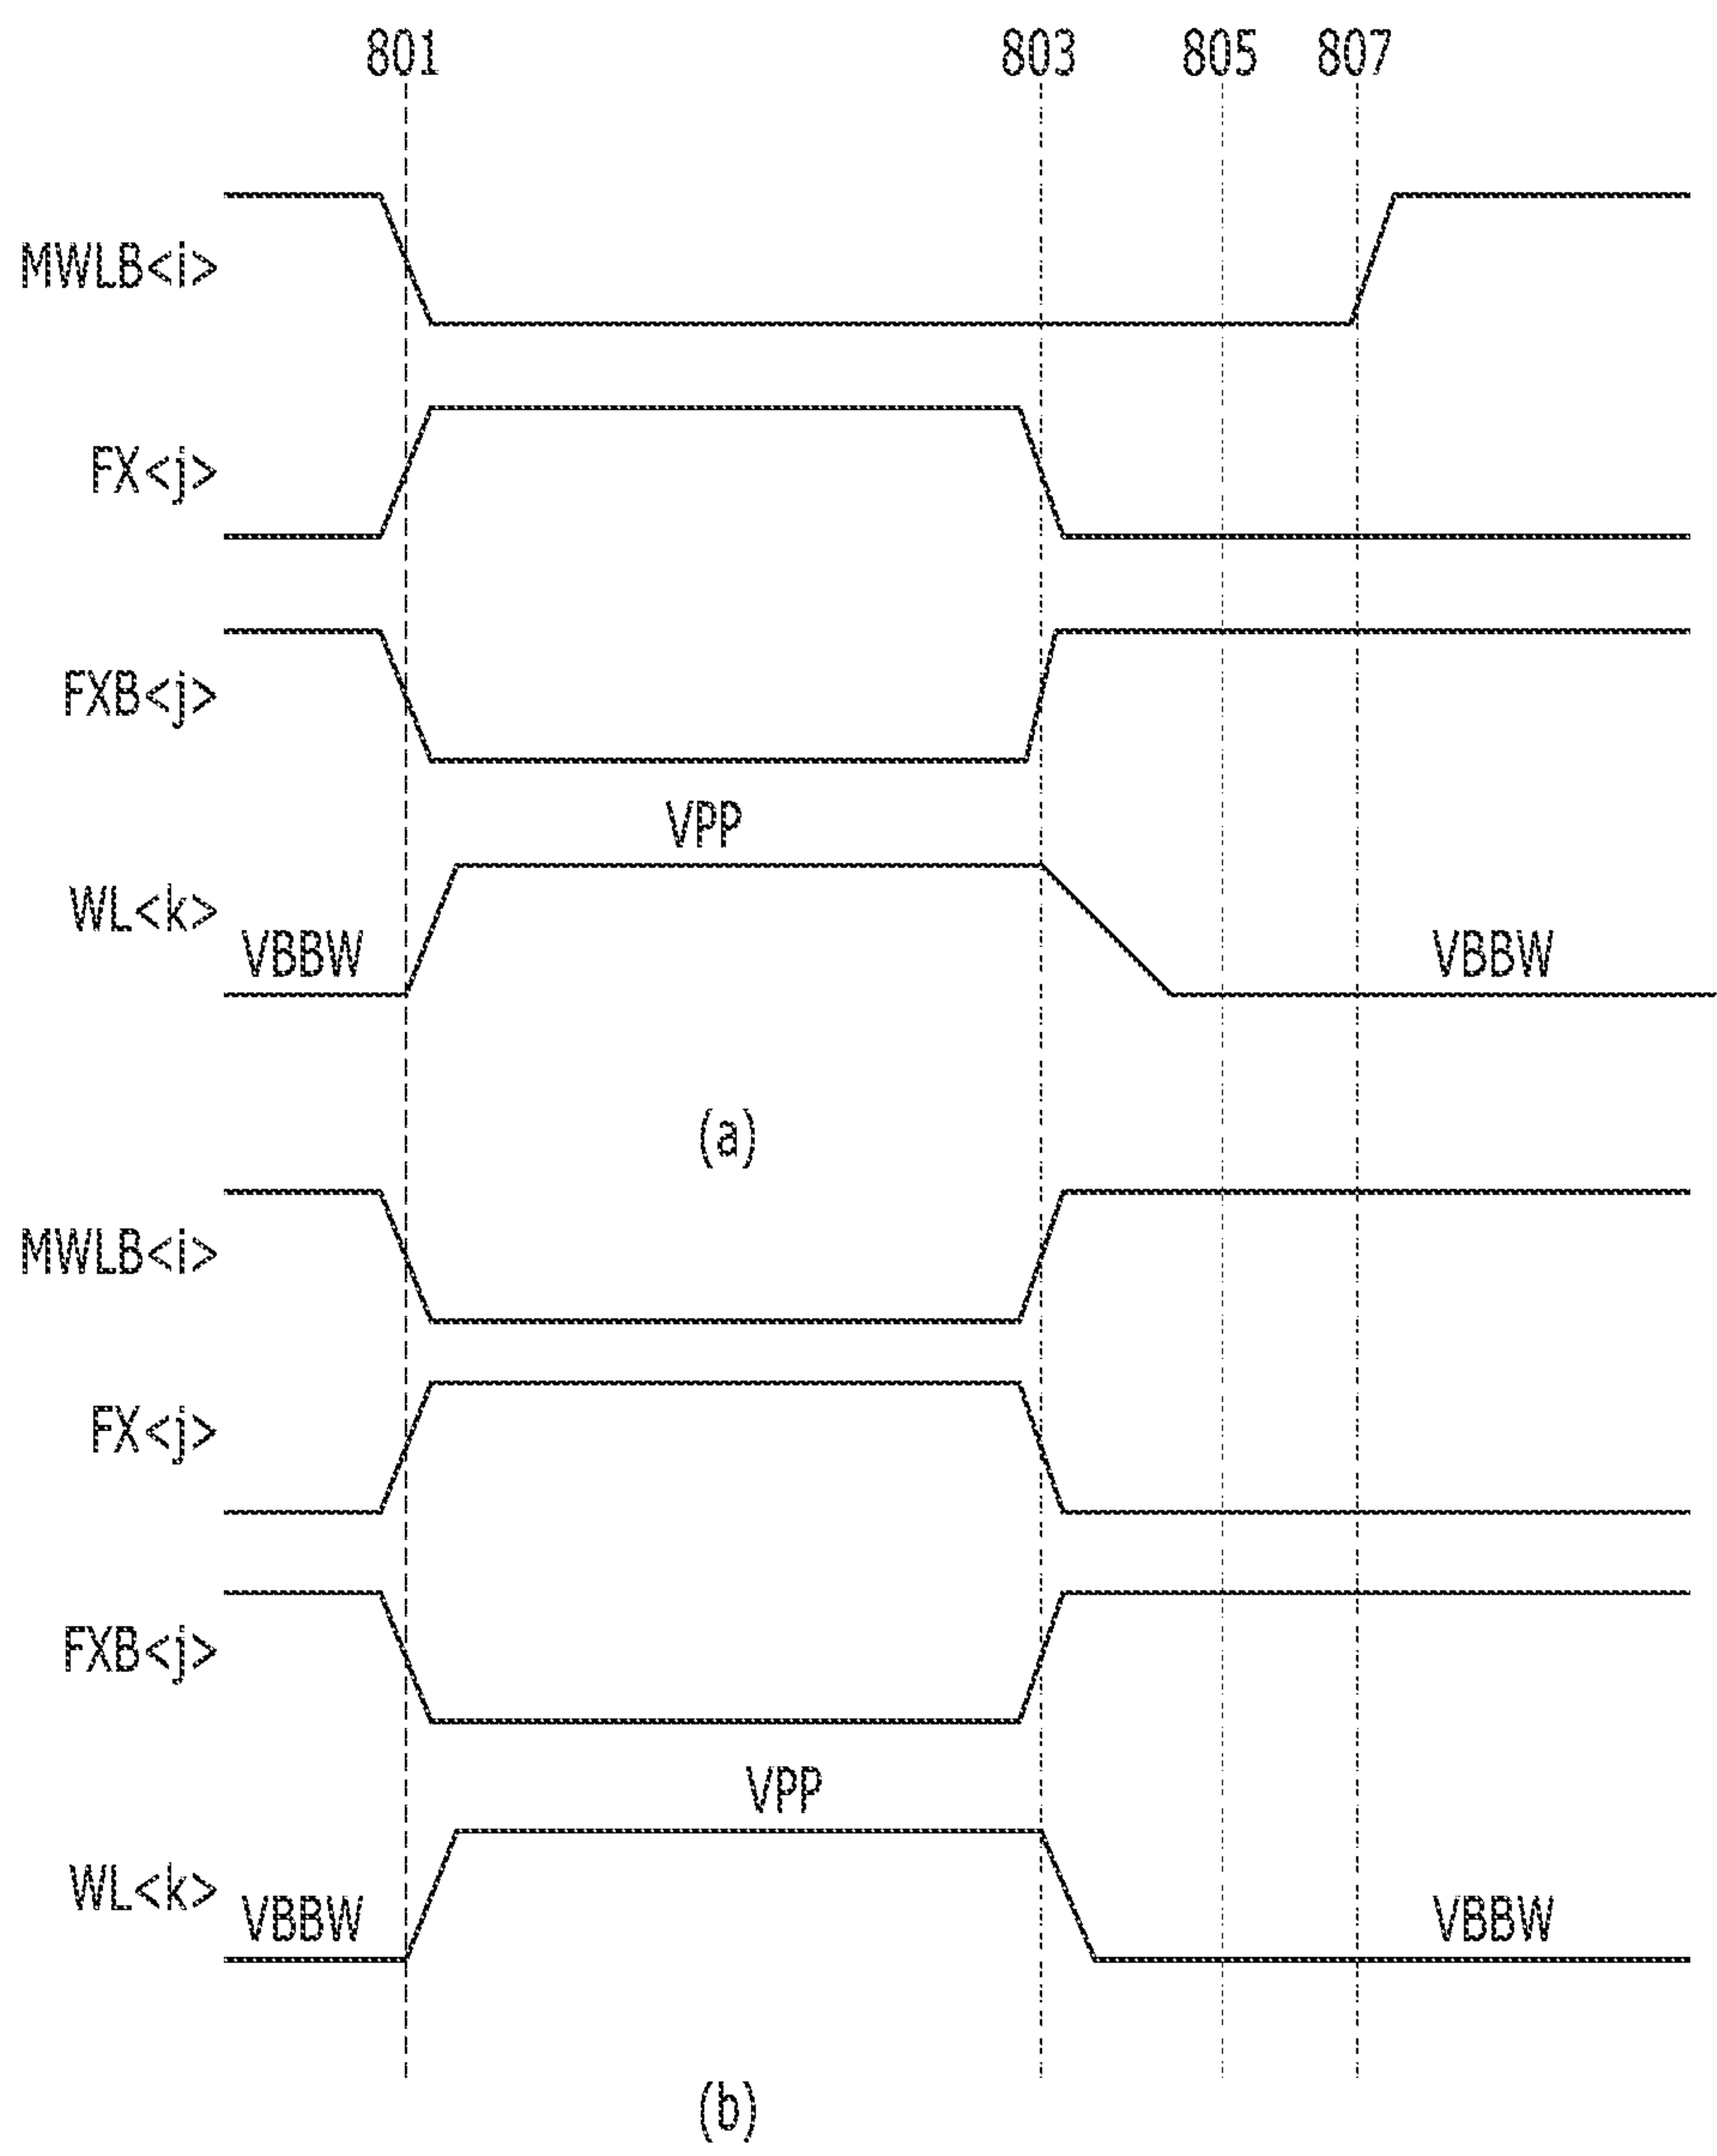 801 803 805 807
MWLB<i>
FX<j>
FXB<j>
VPP
WL<k>
VBBW VBBW
(a)
MWLB<i>
FX<j>
FXB<j>
VPP
WL<k>
VBBW VBBW
(b)